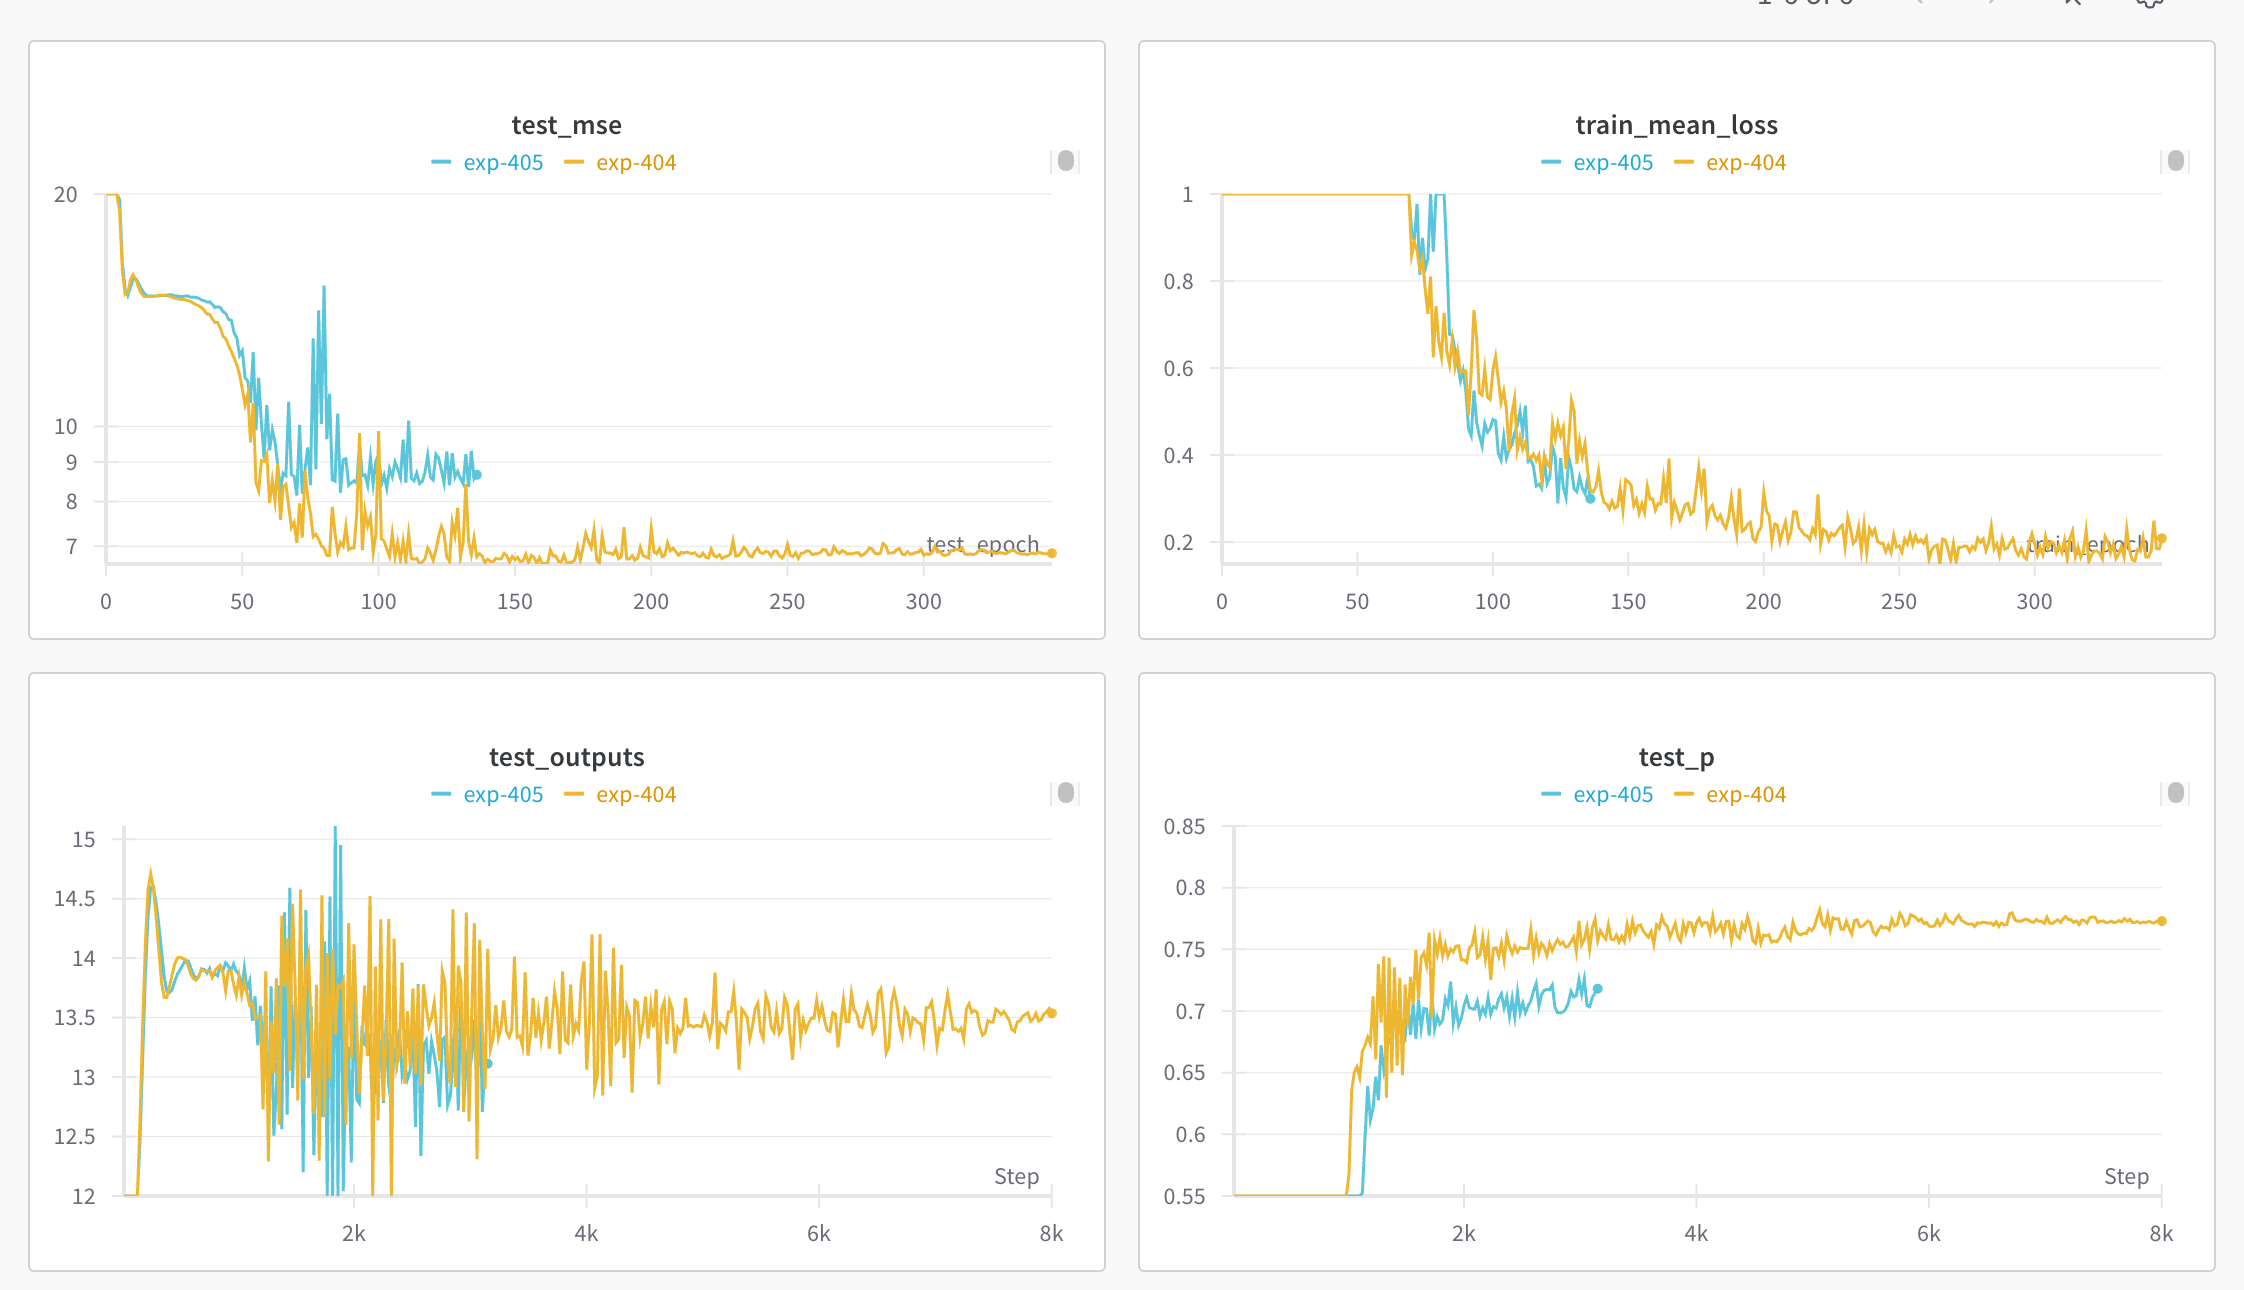 test_mse
exp-405 exp-404
20
10
9
8
7
test_epoch
0 50 100 150 200 250 300
train_mean_loss
exp-405 exp-404
1
0.8
0.6
0.4
0.2
train_epoch
0 50 100 150 200 250 300
test_outputs
exp-405 exp-404
15
14.5
14
13.5
13
12.5
12
Step
2k 4k 6k 8k
test_p
exp-405 exp-404
0.85
0.8
0.75
0.7
0.65
0.6
0.55
Step
2k 4k 6k 8k